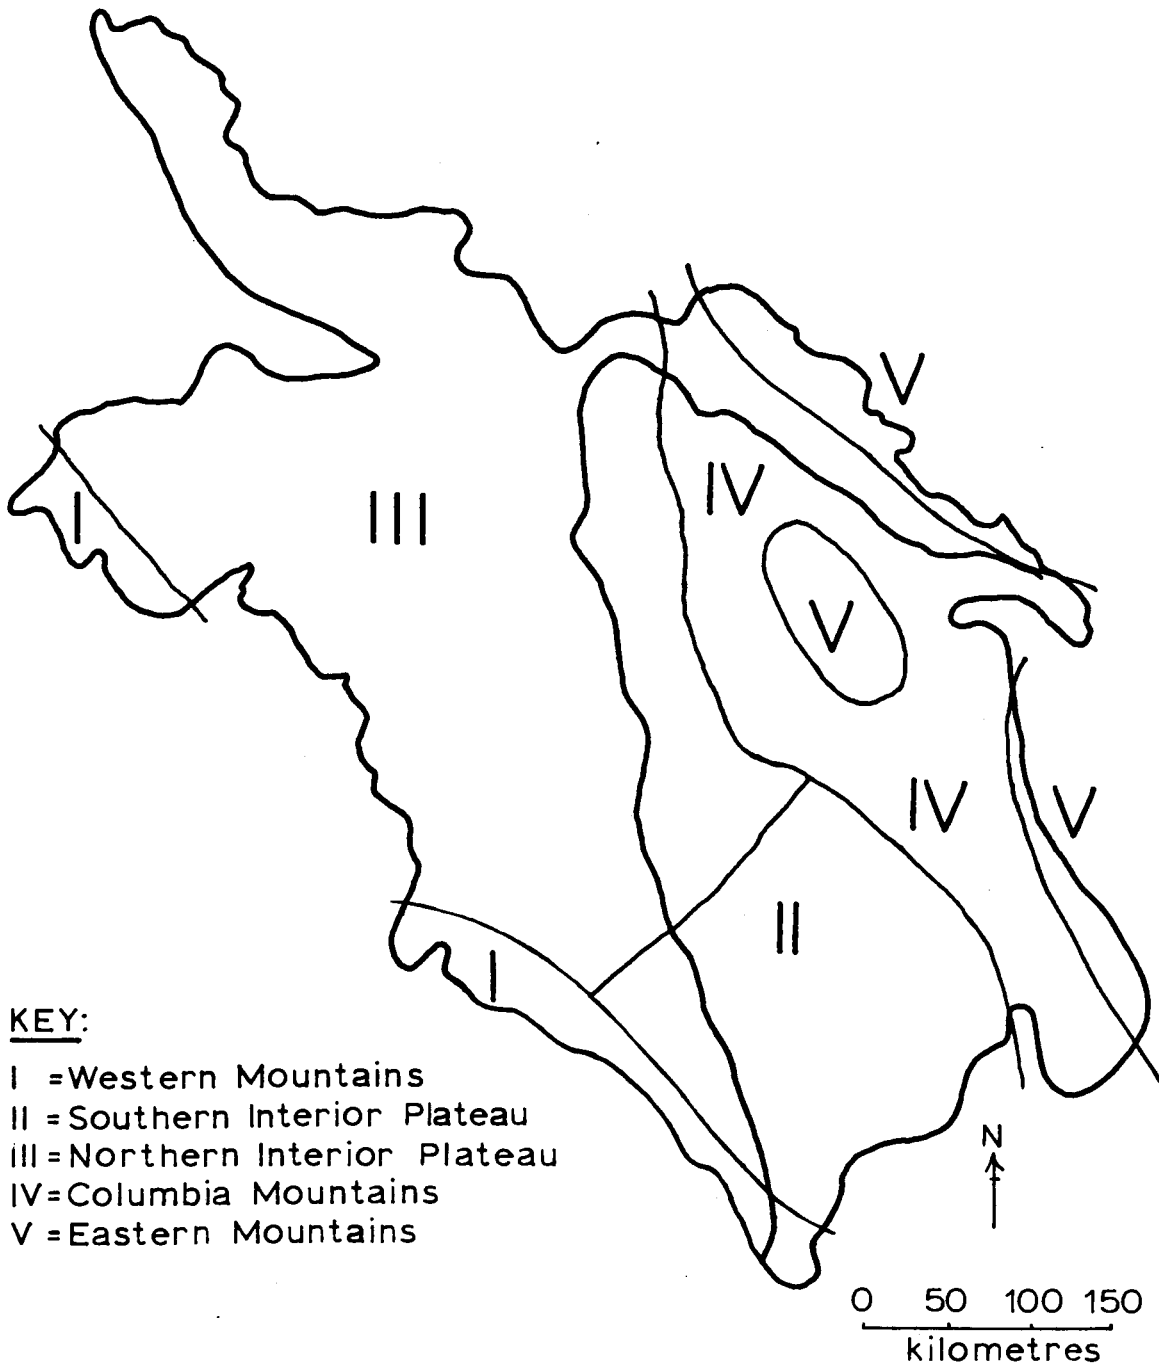 V
IV
I
III
V
IV
V
II
I
KEY:
I = Western Mountains
II = Southern Interior Plateau
III = Northern Interior Plateau
IV = Columbia Mountains
V = Eastern Mountains
N
0 50 100 150
kilometres